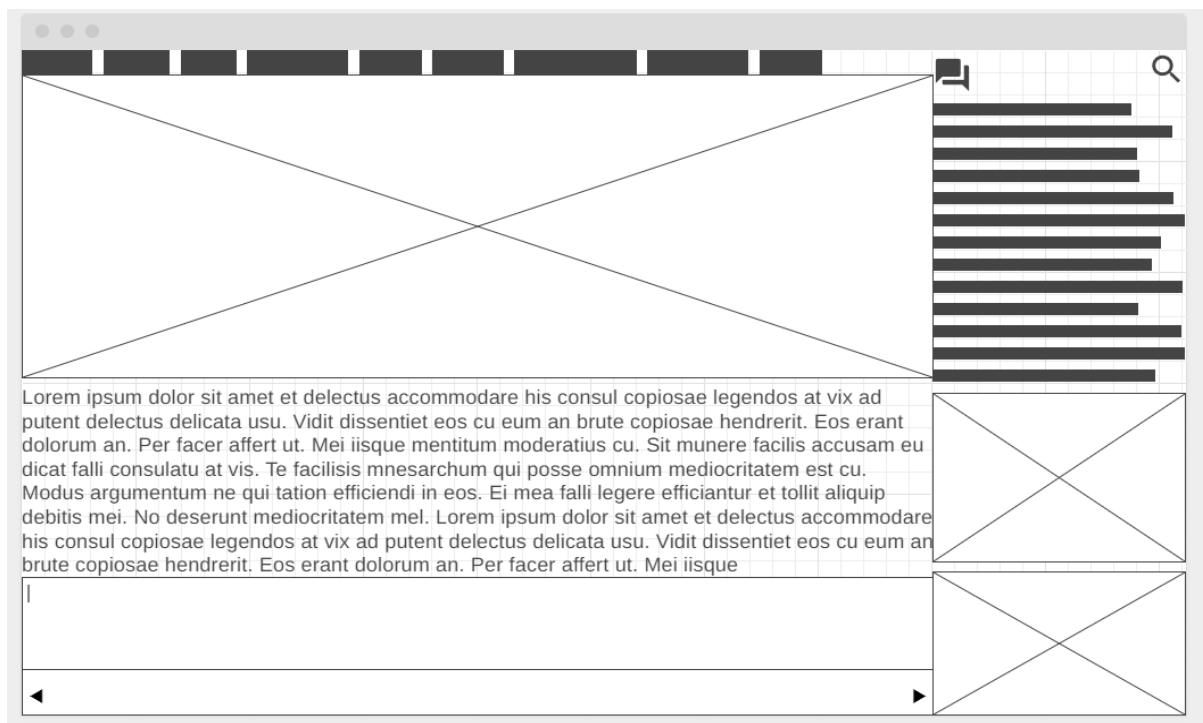 Lorem ipsum dolor sit amet et delectus accommodare his consul copiosae legendos at vix ad
putent delectus delicata usu. Vidit dissentiet eos cu eum an brute copiosae hendrerit. Eos erant
dolorum an. Per facer affert ut. Mei iisque mentitum moderatius cu. Sit munere facilis accusam eu
dicat falli consulatu at vis. Te facilisis mnesarchum qui posse omnium mediocritatem est cu.
Modus argumentum ne qui tation efficiendi in eos. Ei mea falli legere efficiantur et tollit aliquip
debitis mei. No deserunt mediocritatem mel. Lorem ipsum dolor sit amet et delectus accommodare
his consul copiosae legendos at vix ad putent delectus delicata usu. Vidit dissentiet eos cu eum an
brute copiosae hendrerit. Eos erant dolorum an. Per facer affert ut. Mei iisque